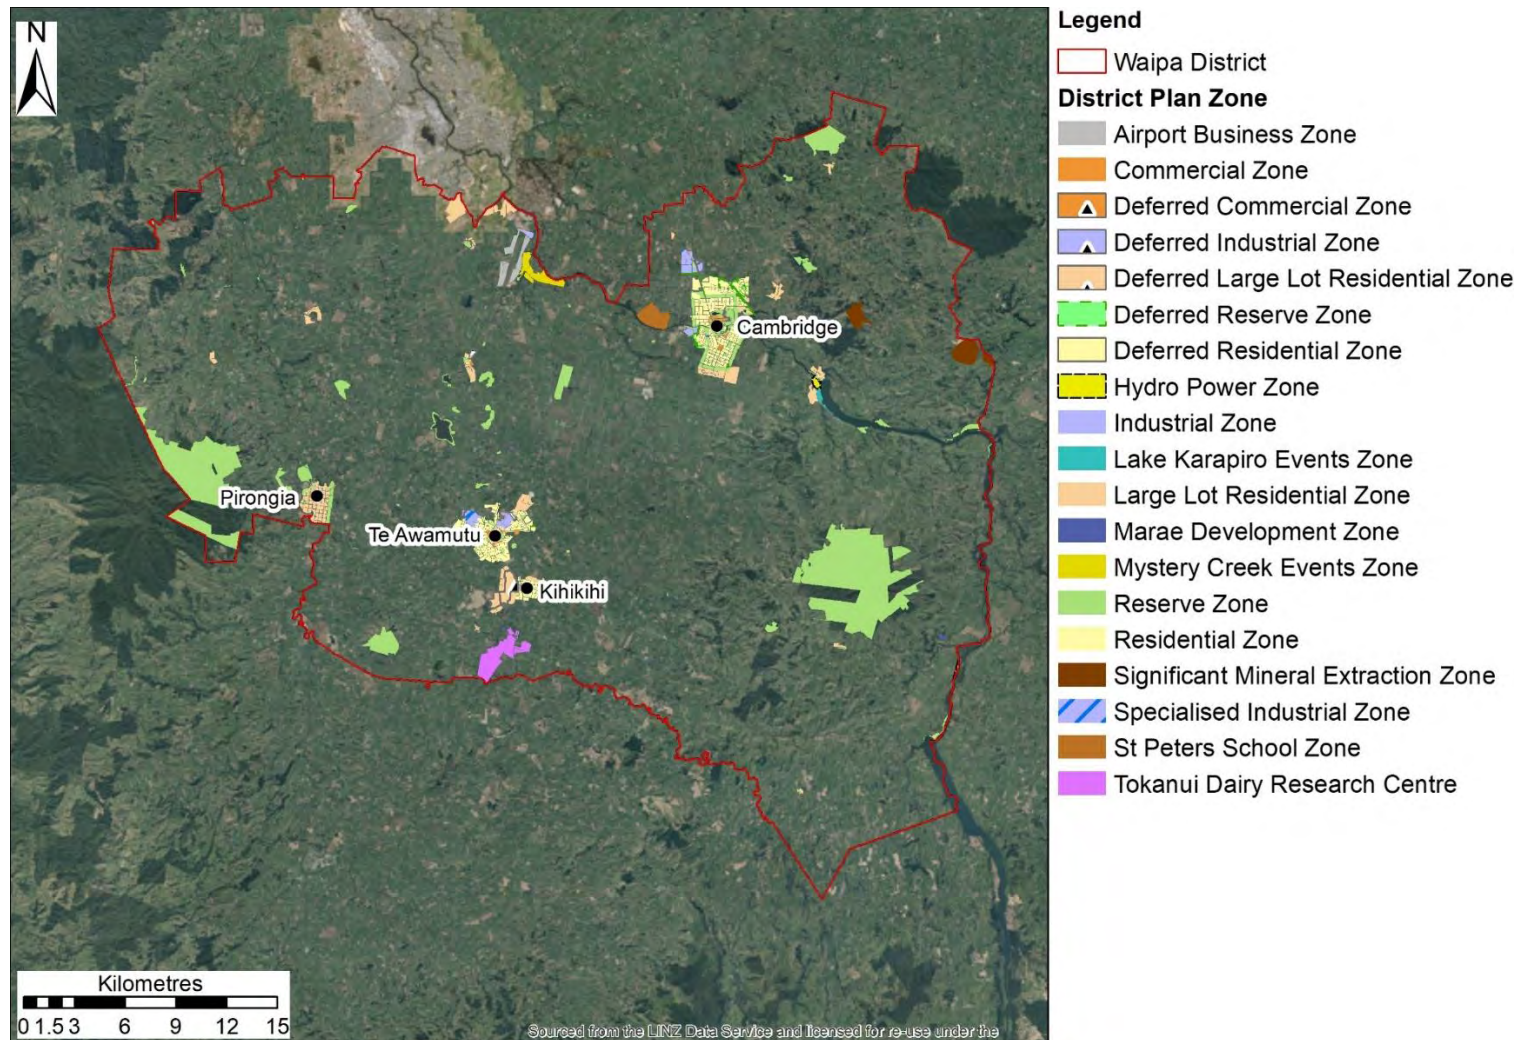 N
Cambridge
Pirongia
Te Awamutu
Kihikihi
Kilometres
0 1.5 3 6 9 12 15
Sourced from the LINZ Data Service and licensed for re-use under the
Legend
Waipa District
District Plan Zone
Airport Business Zone
Commercial Zone
Deferred Commercial Zone
Deferred Industrial Zone
Deferred Large Lot Residential Zone
Deferred Reserve Zone
Deferred Residential Zone
Hydro Power Zone
Industrial Zone
Lake Karapiro Events Zone
Large Lot Residential Zone
Marae Development Zone
Mystery Creek Events Zone
Reserve Zone
Residential Zone
Significant Mineral Extraction Zone
Specialised Industrial Zone
St Peters School Zone
Tokanui Dairy Research Centre